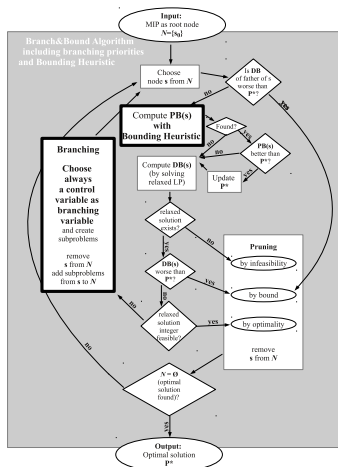 Input:
MIP as root node
N={s₀}
Branch&Bound Algorithm
including branching priorities
and Bounding Heuristic
Choose
node s from N
Is DB
of father of s
worse than
P*?
no
yes
Compute PB(s)
with
Bounding Heuristic
Found?
yes
no
PB(s)
better than
P*?
no
yes
Update
P*
Compute DB(s)
(by solving
relaxed LP)
Branching
Choose
always
a control
variable as
branching
variable
and create
subproblems
remove
s from N
add subproblems
from s to N
relaxed
solution
exists?
no
yes
DB(s)
worse than
P*?
yes
no
relaxed
solution
integer
feasible?
yes
no
Pruning
by infeasibility
by bound
by optimality
remove
s from N
N = Ø
(optimal
solution
found)?
no
yes
Output:
Optimal solution
P*